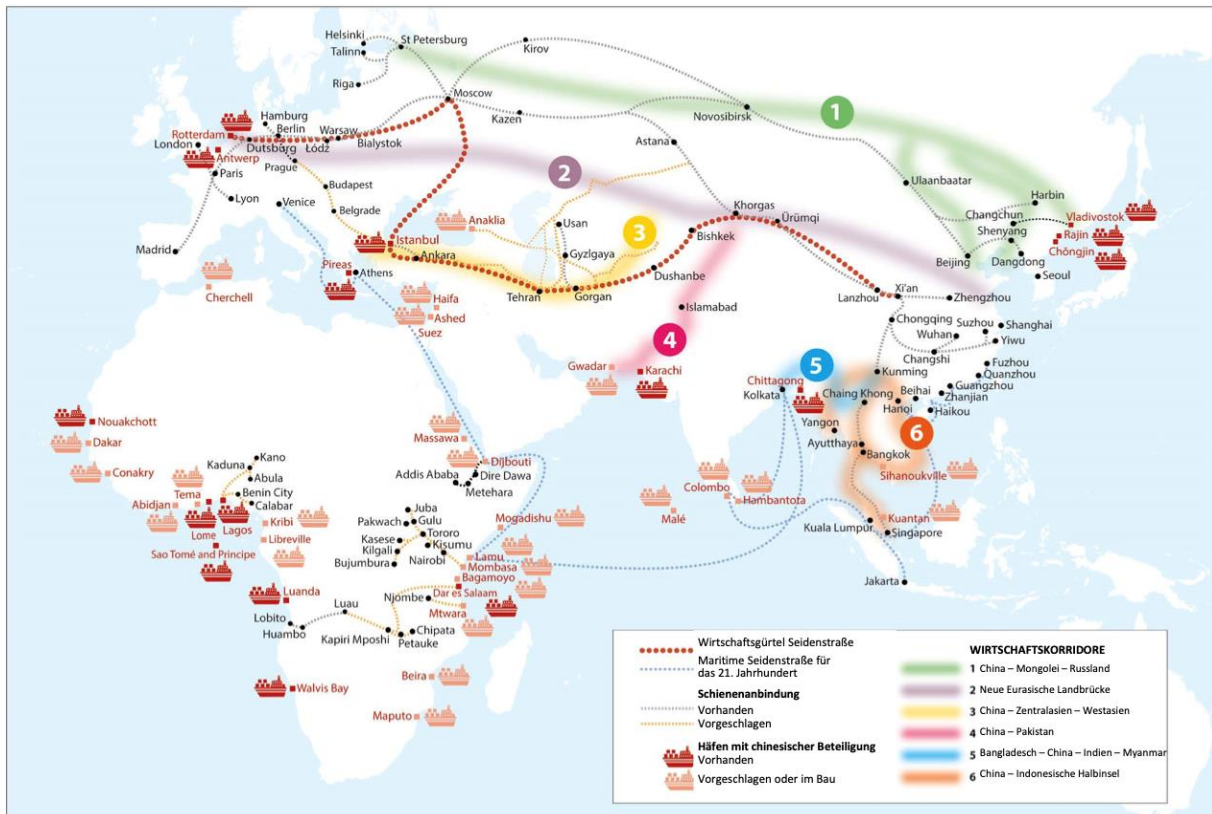 Helsinki
St Petersburg
Talinn
Kirov
Riga
Moscow
Kazen
Novosibirsk
1
Hamburg
Berlin
Rotterdam
London
Dutsburg
Warsaw
Łódz
Bialystok
Antwerp
Prague
Paris
Astana
2
Ulaanbaatar
Harbin
Lyon
Venice
Budapest
Belgrade
Anaklia
Usan
Khorgas
Ürümqi
Changchun
Vladivostok
Shenyang
Rajin
Chōngjin
Madrid
Istanbul
Ankara
3
Bishkek
Gyzlgaya
Beijing
Dangdong
Seoul
Pireas
Athens
Dushanbe
Cherchell
Haifa
Ashed
Suez
Tehran
Gorgan
Islamabad
Lanzhou
Xi'an
Zhengzhou
Chongqing
Suzhou
Shanghai
Wuhan
Yiwu
4
Changshi
Gwadar
Karachi
5
Kunming
Fuzhou
Quanzhou
Chittagong
Kolkata
Chaing Khong
Beihai
Guangzhou
Zhanjian
Hanqi
Haikou
Nouakchott
Yangon
6
Dakar
Massawa
Ayutthaya
Bangkok
Conakry
Kano
Kaduna
Abula
Dijbouti
Addis Ababa
Dire Dawa
Metehara
Sihanoukville
Tema
Benin City
Calabar
Colombo
Hambantota
Abidjan
Lome
Lagos
Kribi
Juba
Pakwach
Gulu
Mogadishu
Malé
Kuantan
Libreville
Kasese
Tororo
Kuala Lumpur
Singapore
Sao Tomé and Principe
Kilgali
Kisumu
Bujumbura
Nairobi
Lamu
Mombasa
Bagamoyo
Jakarta
Luanda
Njombe
Dar es Salaam
Mtwara
Luau
Lobito
Huambo
Kapiri Mposhi
Chipata
Petauke
Beira
Walvis Bay
Maputo
Wirtschaftsgürtel Seidenstraße
Maritime Seidenstraße für
das 21. Jahrhundert
Schienenanbindung
Vorhanden
Vorgeschlagen
Häfen mit chinesischer Beteiligung
Vorhanden
Vorgeschlagen oder im Bau
WIRTSCHAFTSKORRIDORE
1 China – Mongolei – Russland
2 Neue Eurasische Landbrücke
3 China – Zentralasien – Westasien
4 China – Pakistan
5 Bangladesch – China – Indien – Myanmar
6 China – Indonesische Halbinsel